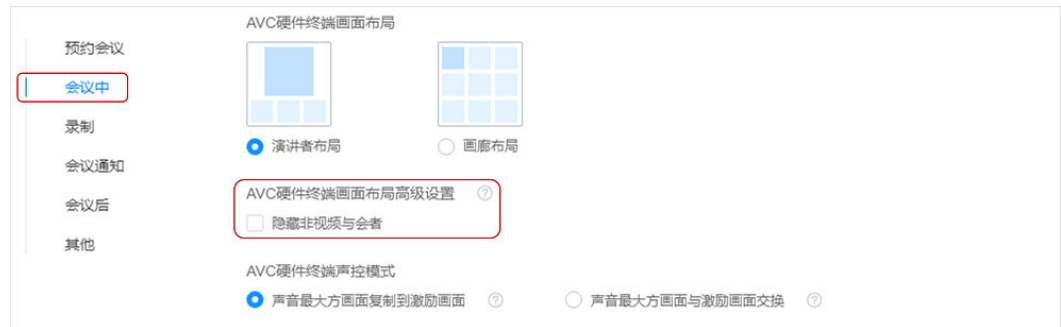 AVC硬件终端画面布局
预约会议
会议中
录制
会议通知
会议后
其他
演讲者布局
画廊布局
AVC硬件终端画面布局高级设置
隐藏非视频与会者
AVC硬件终端声控模式
声音最大方画面复制到激励画面
声音最大方画面与激励画面交换